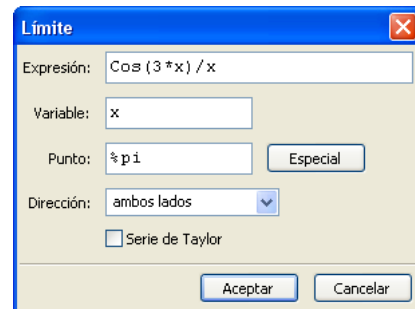 Límite
Expresión: Cos(3*x)/x
Variable: x
Punto: %pi Especial
Dirección: ambos lados
Serie de Taylor
Aceptar Cancelar